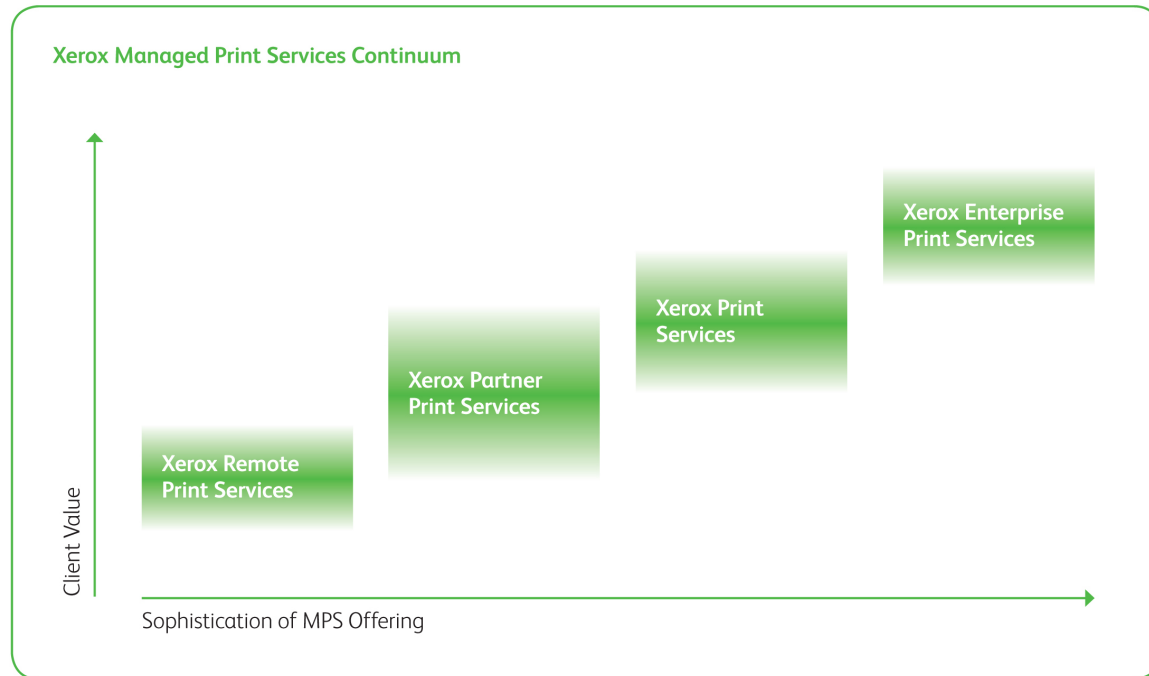 Xerox Managed Print Services Continuum
Xerox Enterprise
Print Services
Xerox Print
Services
Xerox Partner
Print Services
Xerox Remote
Print Services
Client Value
Sophistication of MPS Offering